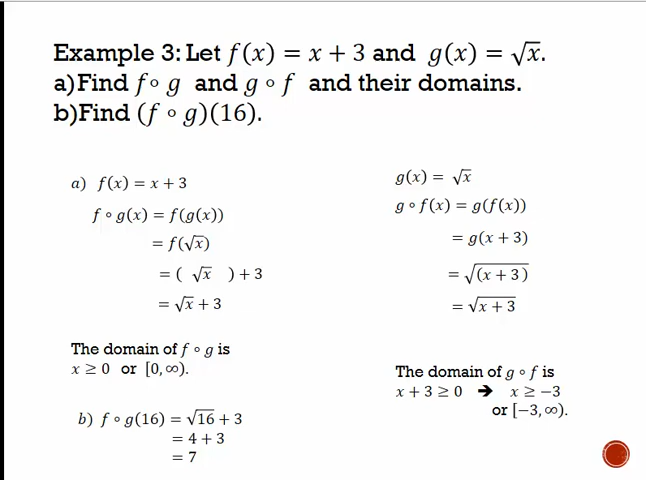 Example 3: Let f(x) = x + 3 and g(x) = √x.
a)Find f∘ g and g ∘ f and their domains.
b)Find (f ∘ g)(16).
a) f(x) = x + 3
f ∘ g(x) = f(g(x))
= f(√x)
= ( √x ) + 3
= √x + 3
The domain of f ∘ g is
x ≥ 0 or [0, ∞).
b) f ∘ g(16) = √16 + 3
= 4 + 3
= 7
g(x) = √x
g ∘ f(x) = g(f(x))
= g(x + 3)
= √(x + 3)
= √x + 3
The domain of g ∘ f is
x + 3 ≥ 0 ➔ x ≥ −3
or [−3, ∞).